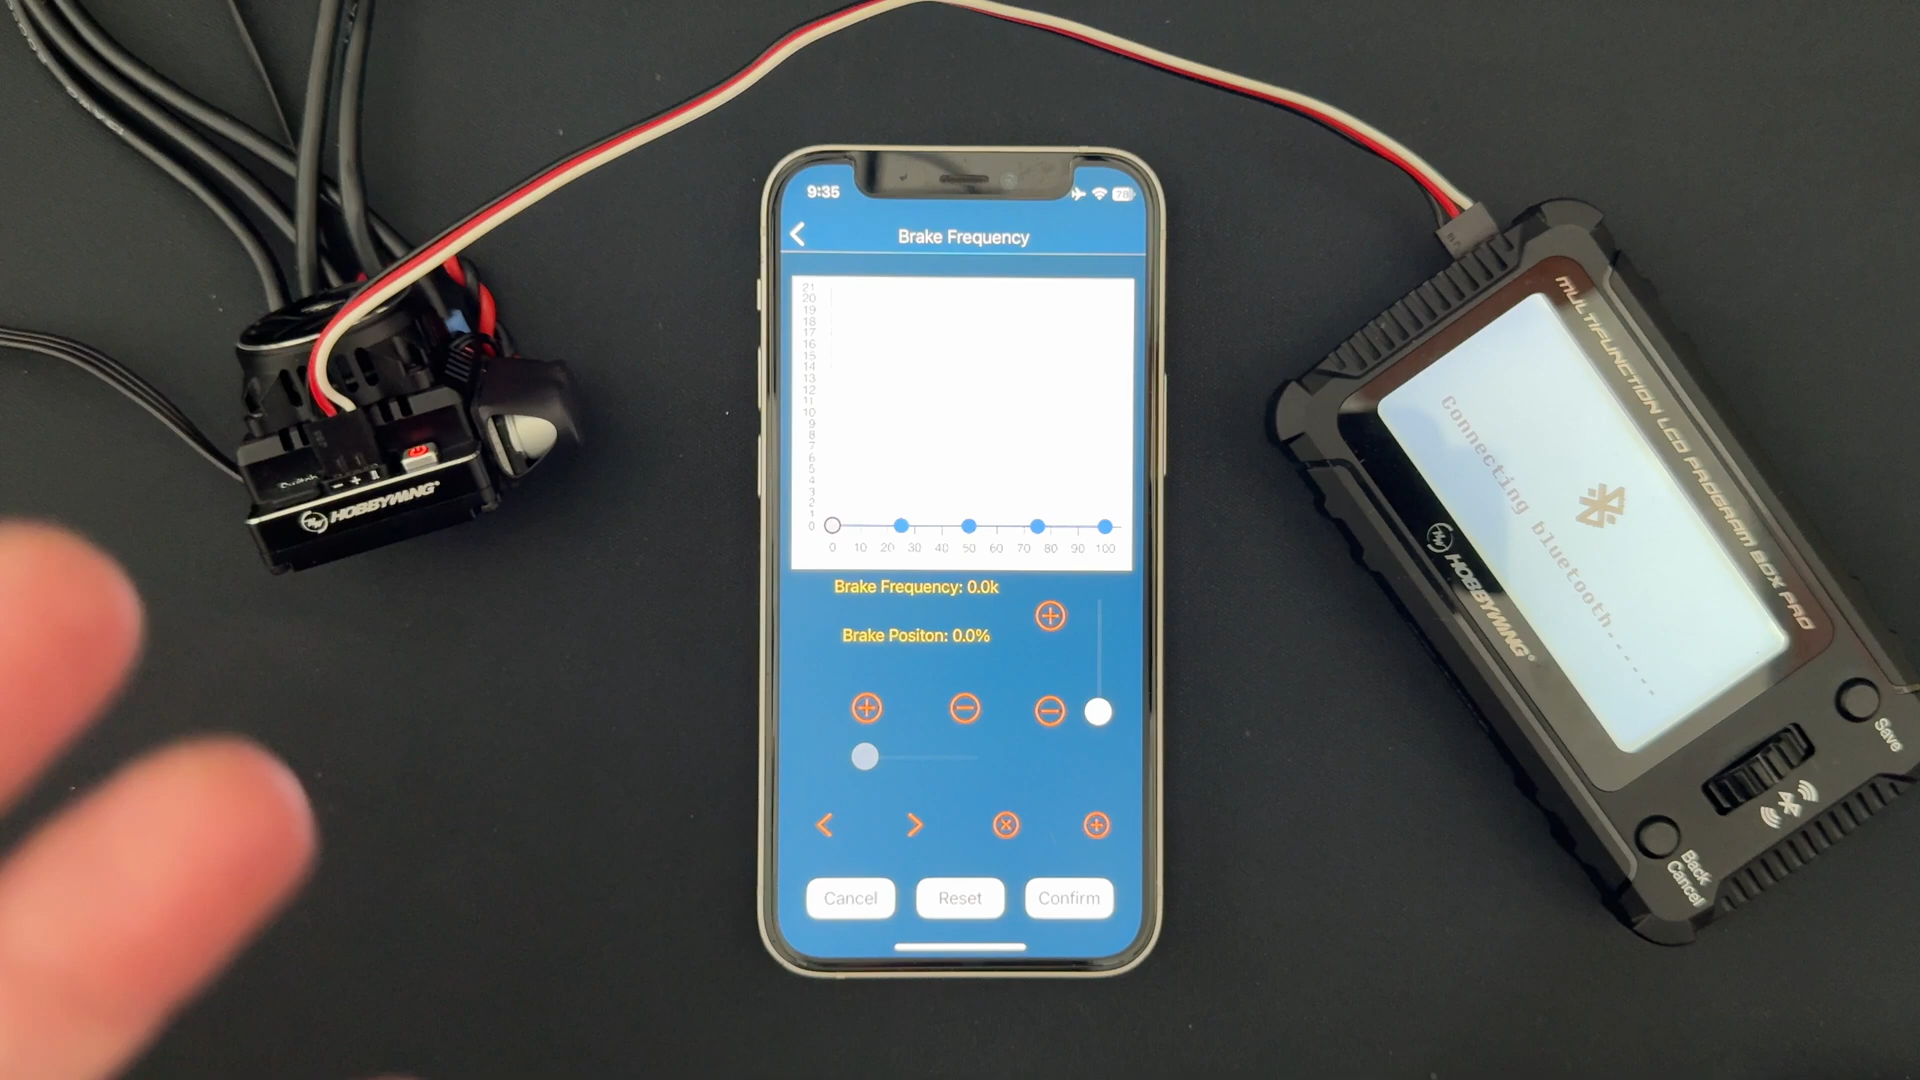 9:35
78
Brake Frequency
21
20
19
18
17
16
15
14
13
12
11
10
9
8
7
6
5
4
3
2
1
0
0 10 20 30 40 50 60 70 80 90 100
Brake Frequency: 0.0k
Brake Positon: 0.0%
Cancel
Reset
Confirm
HOBBYWING®
- +
MULTIFUNCTION LCD PROGRAM BOX PRO
Connecting bluetooth......
HOBBYWING®
Save
Back
Cancel